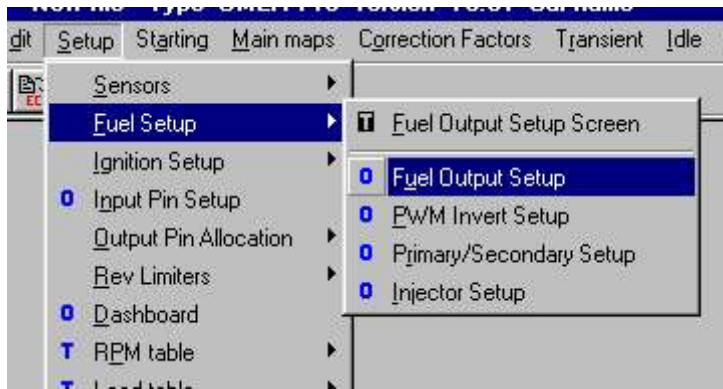 dit Setup Starting Main maps Correction Factors Transient Idle
Sensors
Fuel Setup
Ignition Setup
O Input Pin Setup
Output Pin Allocation
Rev Limiters
O Dashboard
T RPM table
T Load table
T Fuel Output Setup Screen
O Fuel Output Setup
O PWM Invert Setup
O Primary/Secondary Setup
O Injector Setup